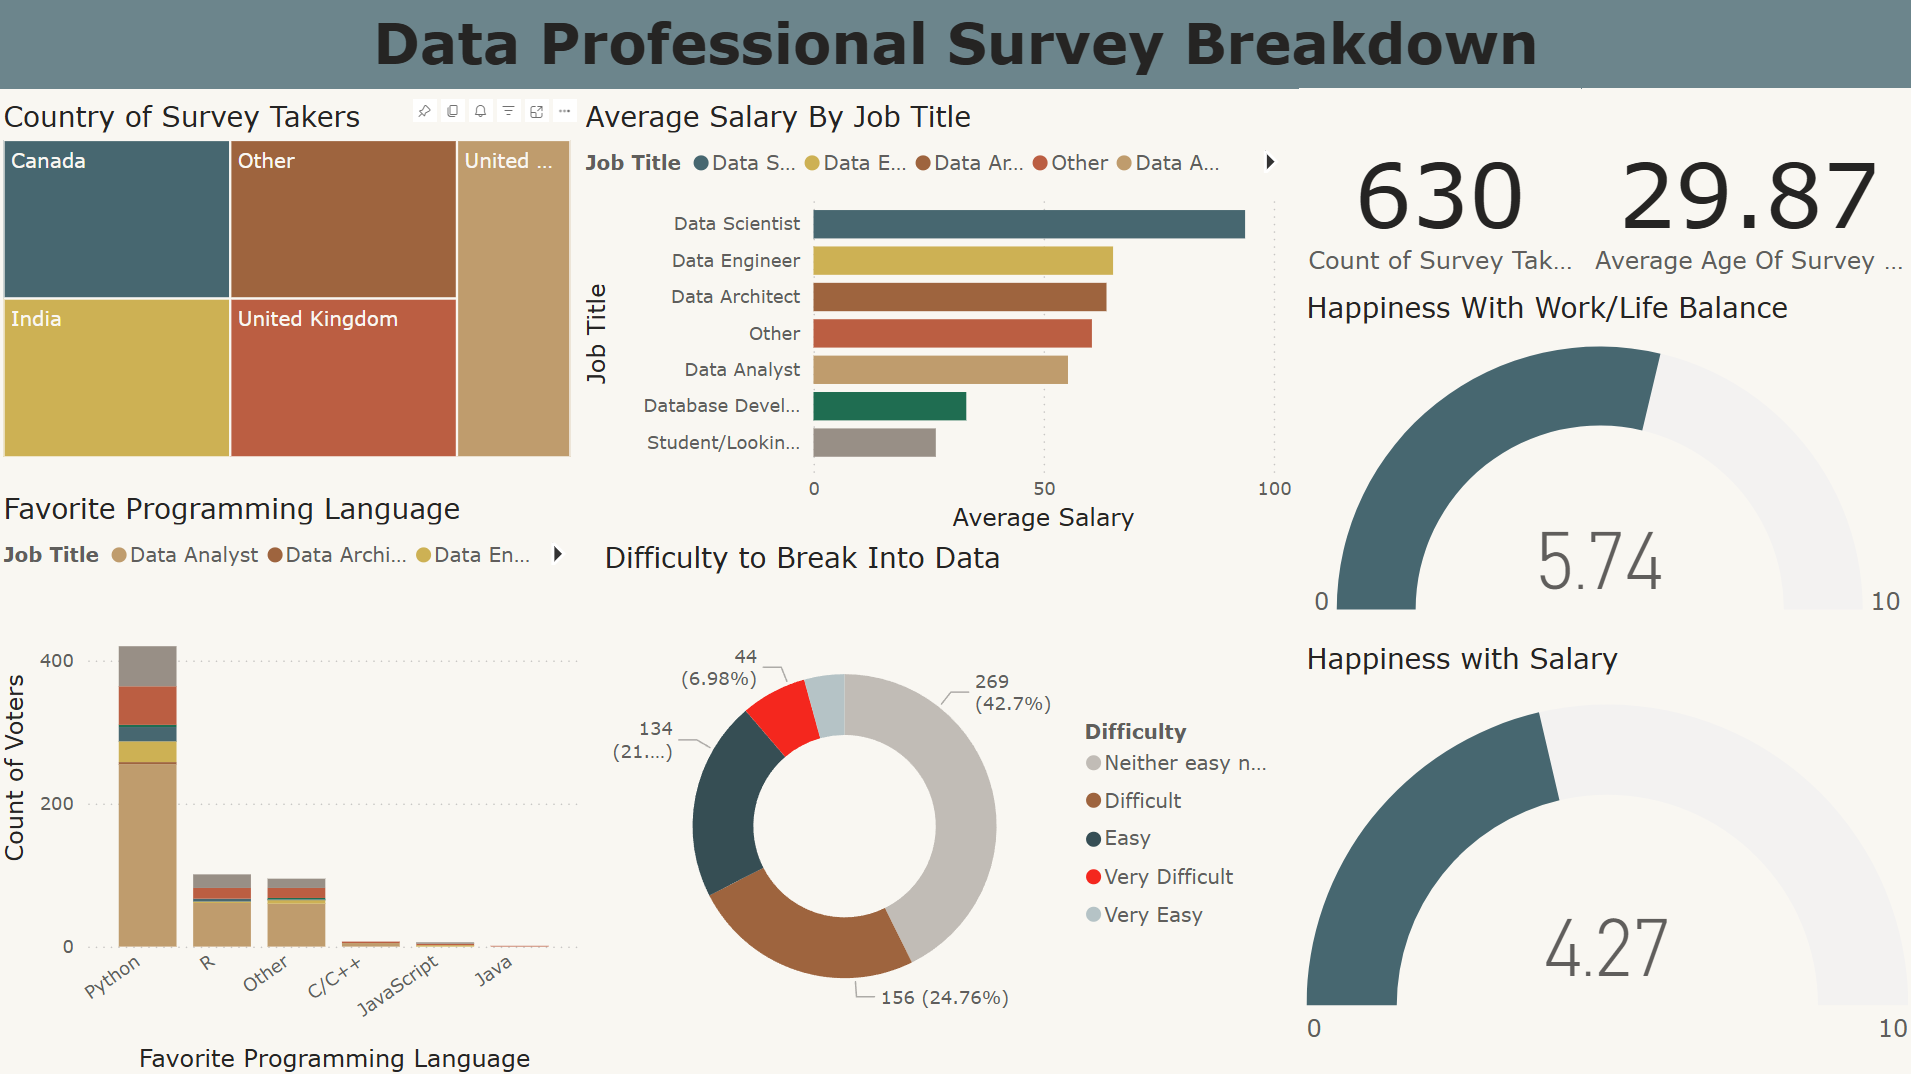 Data Professional Survey Breakdown
Country of Survey Takers
Canada
Other
United ...
India
United Kingdom
Average Salary By Job Title
Job Title Data S... Data E... Data Ar... Other Data A...
Job Title
Data Scientist
Data Engineer
Data Architect
Other
Data Analyst
Database Devel...
Student/Lookin...
0 50 100
Average Salary
630
Count of Survey Tak...
29.87
Average Age Of Survey ...
Happiness With Work/Life Balance
5.74
0 10
Favorite Programming Language
Job Title Data Analyst Data Archi... Data En...
Count of Voters
400
200
0
Python R Other C/C++ JavaScript Java
Favorite Programming Language
Difficulty to Break Into Data
44
(6.98%)
269
(42.7%)
134
(21....)
156 (24.76%)
Difficulty
Neither easy n...
Difficult
Easy
Very Difficult
Very Easy
Happiness with Salary
4.27
0 10